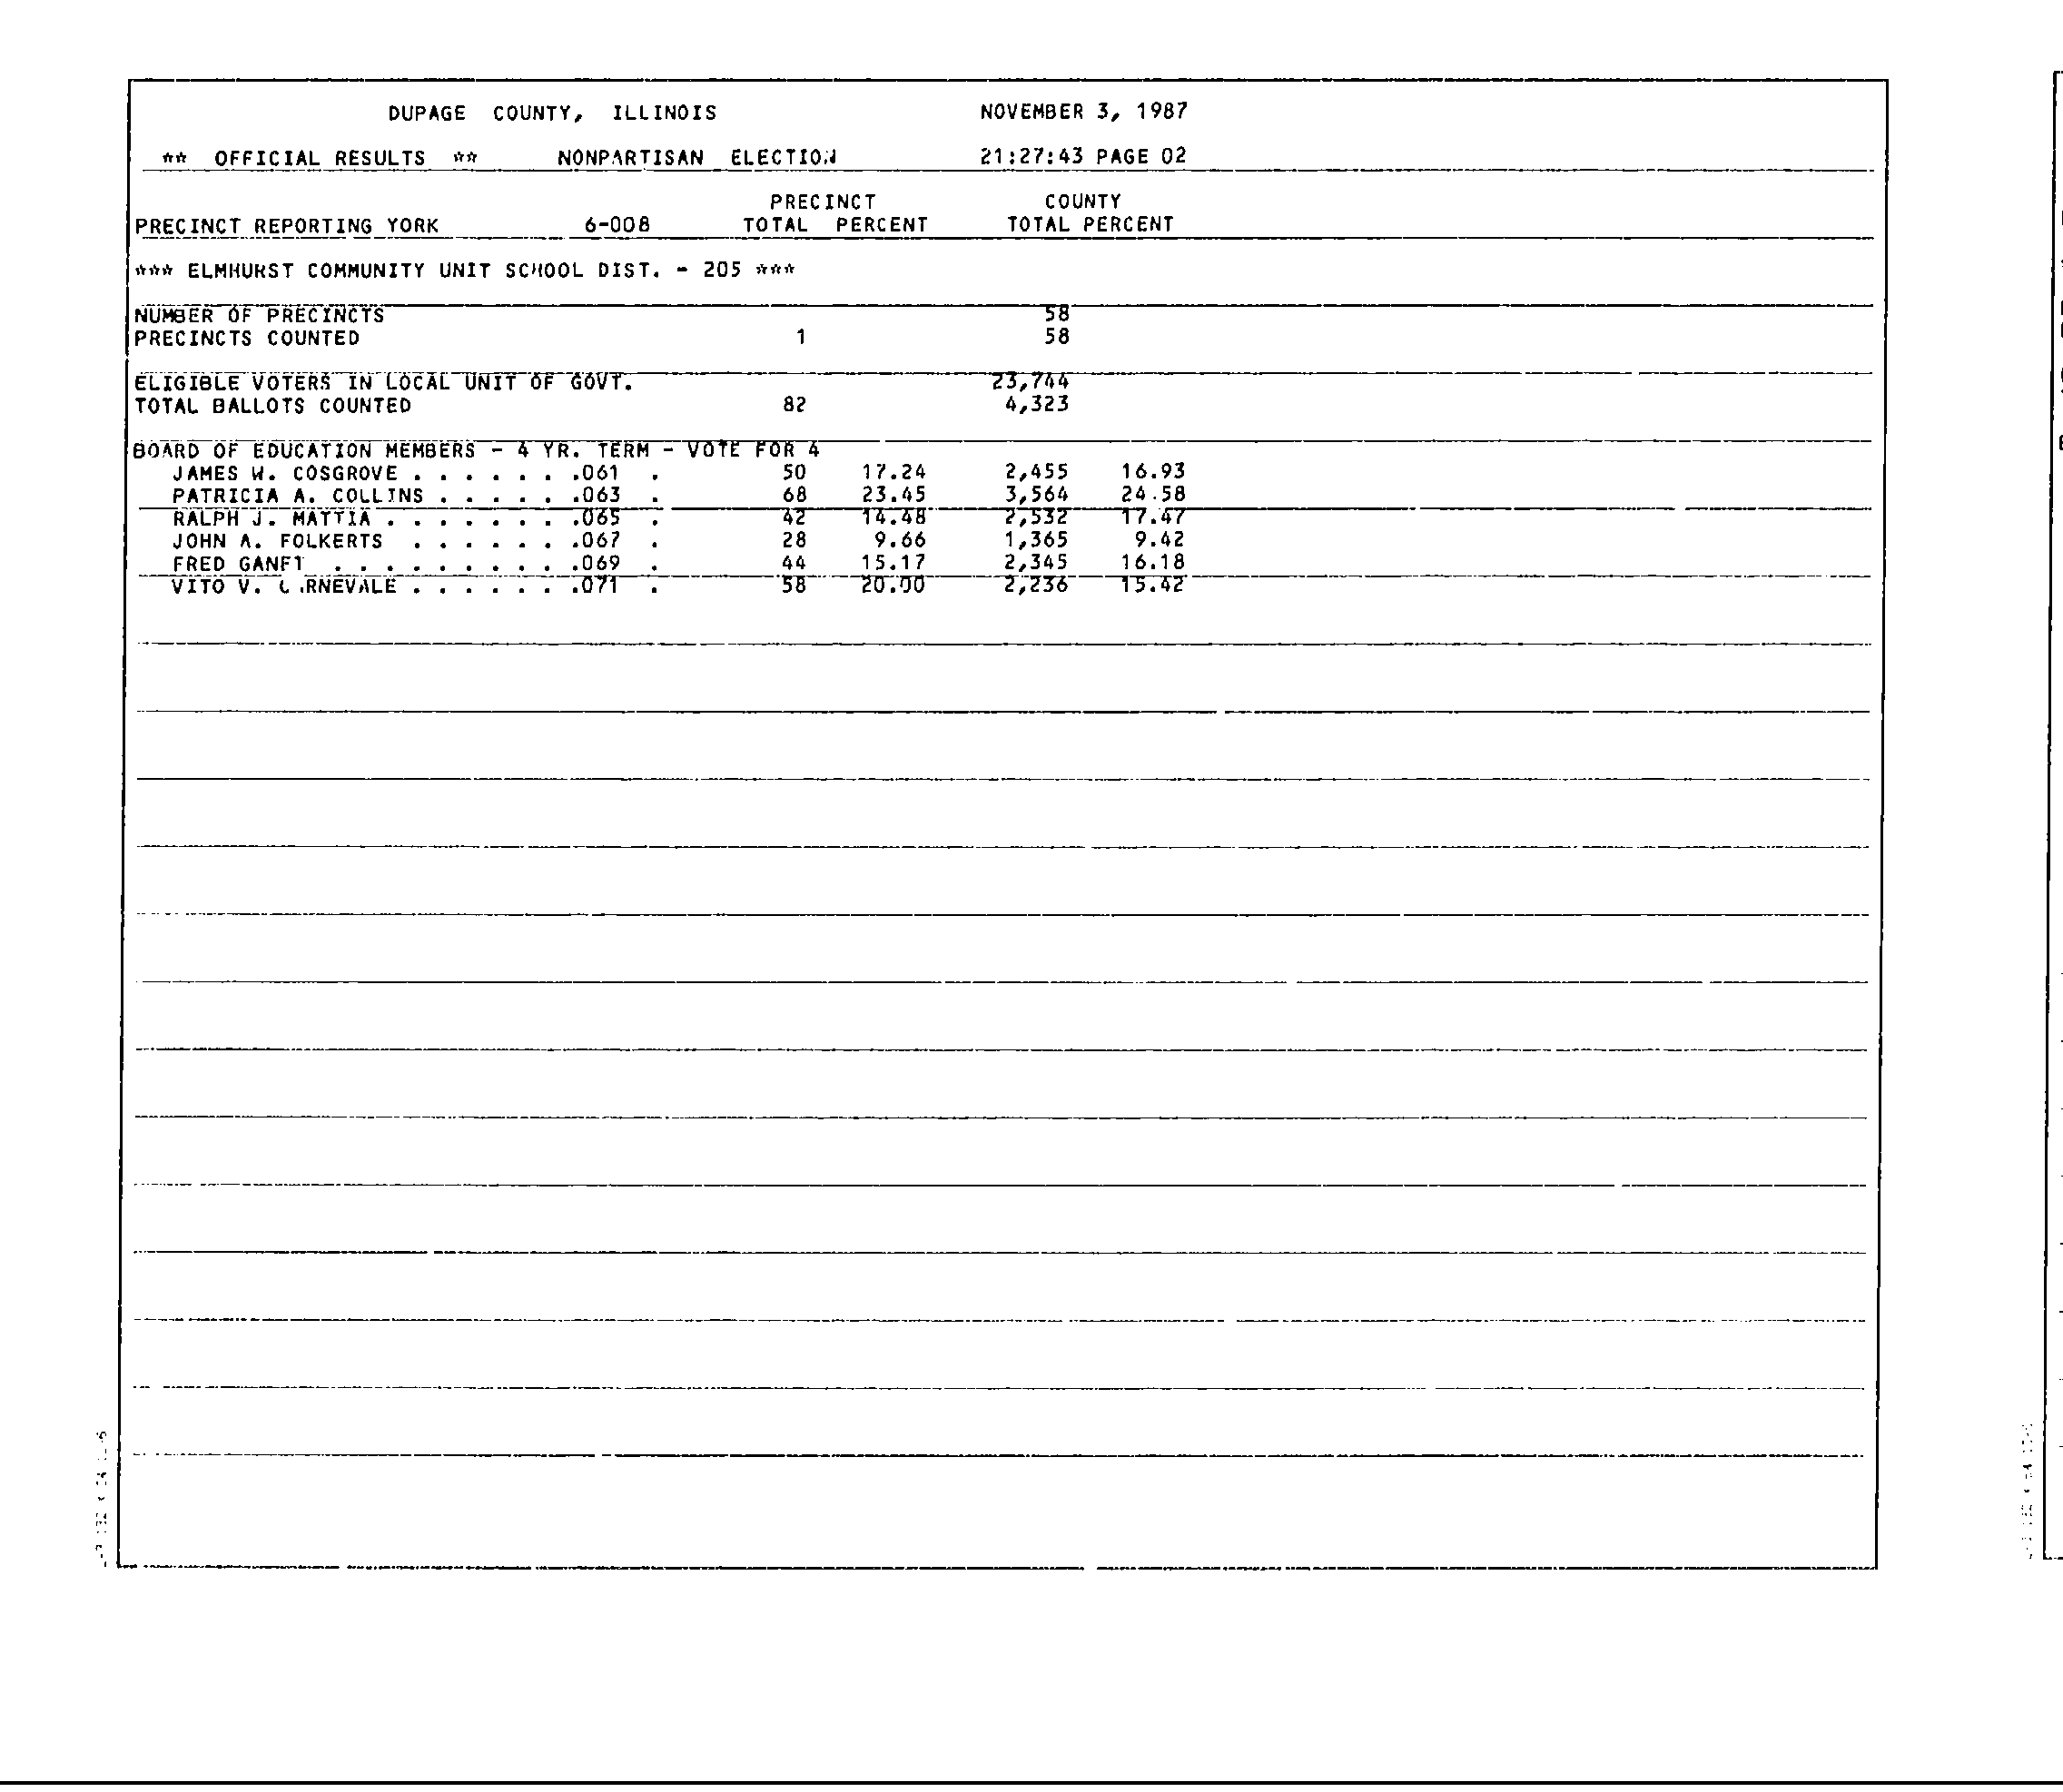 DUPAGE COUNTY, ILLINOIS NOVEMBER 3, 1987
** OFFICIAL RESULTS ** NONPARTISAN ELECTION 21:27:43 PAGE 02
PRECINCT COUNTY
PRECINCT REPORTING YORK 6-008 TOTAL PERCENT TOTAL PERCENT
*** ELMHURST COMMUNITY UNIT SCHOOL DIST. - 205 ***
NUMBER OF PRECINCTS 58
PRECINCTS COUNTED 1 58
ELIGIBLE VOTERS IN LOCAL UNIT OF GOVT. 23,744
TOTAL BALLOTS COUNTED 82 4,323
BOARD OF EDUCATION MEMBERS - 4 YR. TERM - VOTE FOR 4
JAMES W. COSGROVE . . . . . . .061 . 50 17.24 2,455 16.93
PATRICIA A. COLLINS . . . . . .063 . 68 23.45 3,564 24.58
RALPH J. MATTIA . . . . . . . .065 . 42 14.48 2,532 17.47
JOHN A. FOLKERTS . . . . . . .067 . 28 9.66 1,365 9.42
FRED GANFT . . . . . . . . . .069 . 44 15.17 2,345 16.18
VITO V. CARNEVALE . . . . . . .071 . 58 20.00 2,236 15.42